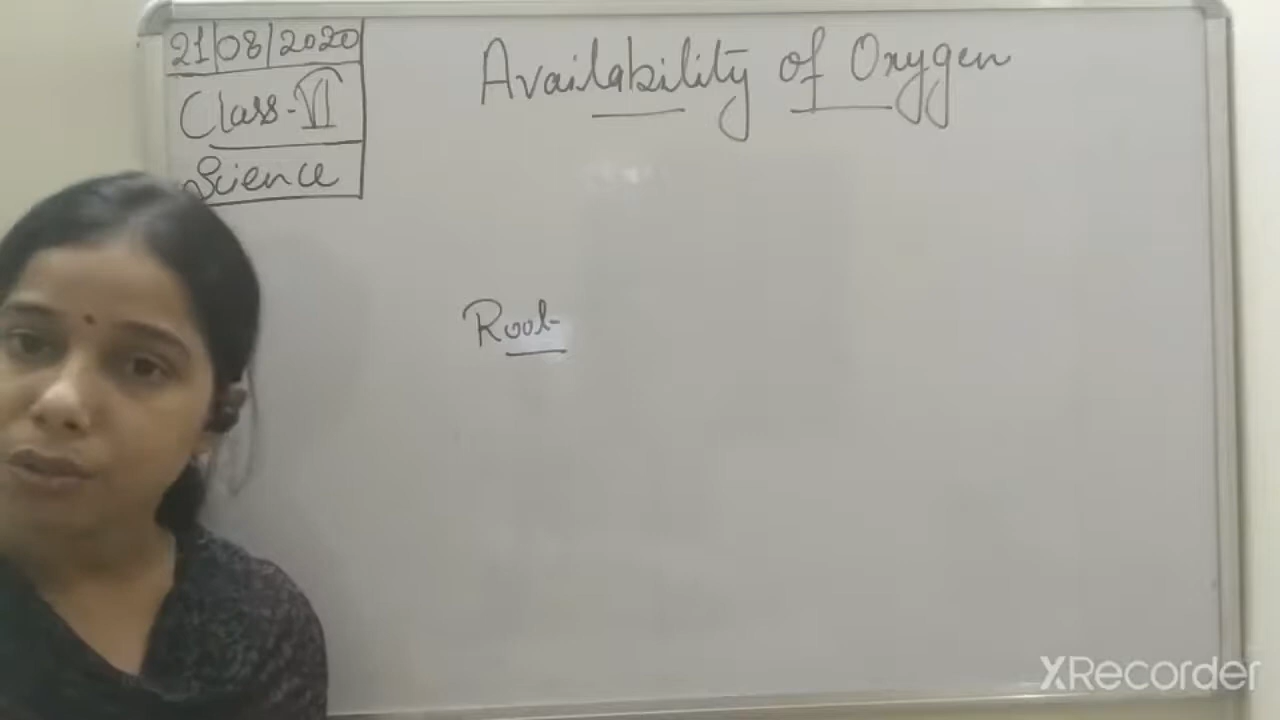 21/08/2020
Class-VI
Science
Availability of Oxygen
Root
XRecorder